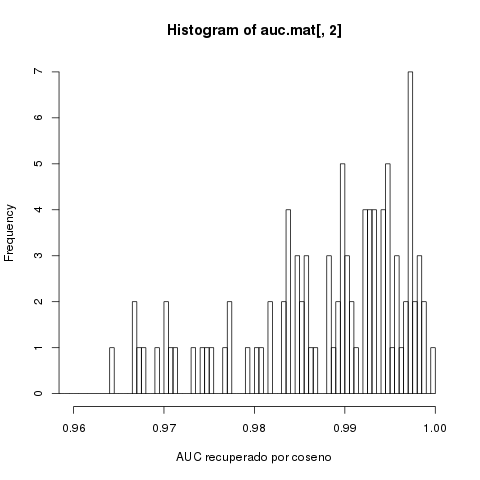 Histogram of auc.mat[, 2]
Frequency
7
6
5
4
3
2
1
0
0.96 0.97 0.98 0.99 1.00
AUC recuperado por coseno